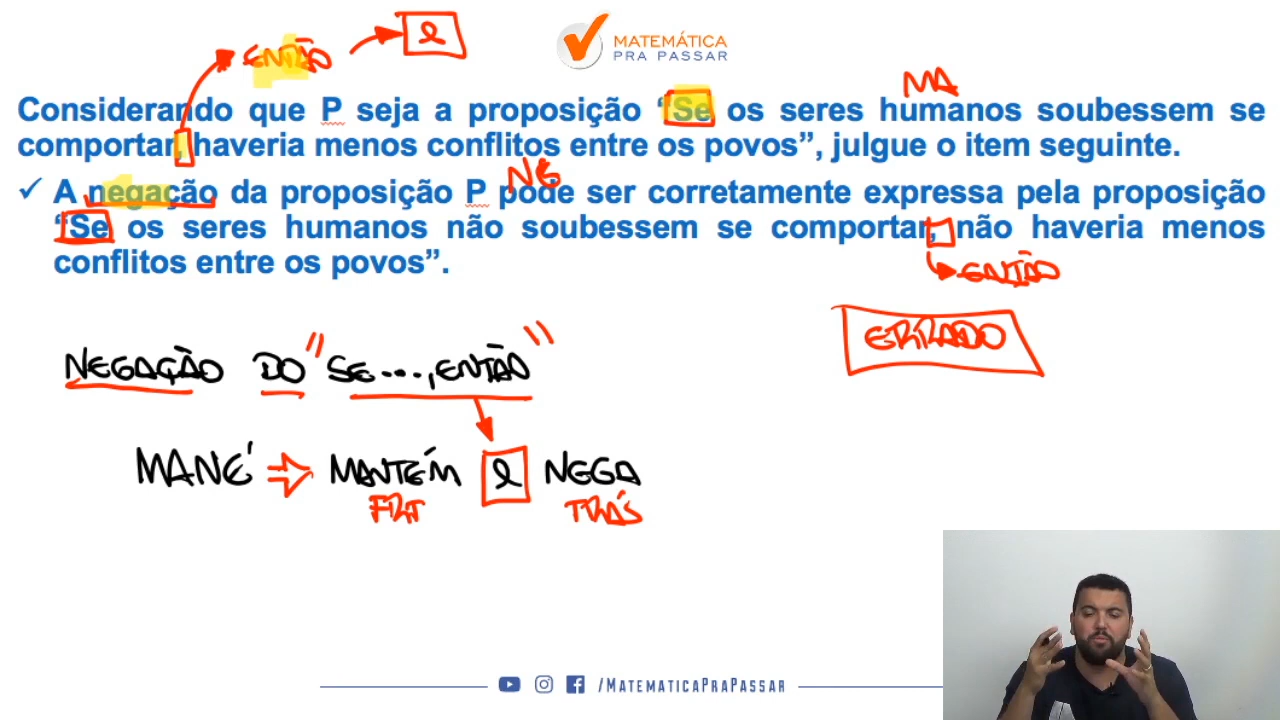 ENTÃO → e
MATEMÁTICA
PRA PASSAR
MA
Considerando que P seja a proposição “Se os seres humanos soubessem se
comportar, haveria menos conflitos entre os povos”, julgue o item seguinte.
NE
✓ A negação da proposição P pode ser corretamente expressa pela proposição
“Se os seres humanos não soubessem se comportar, não haveria menos
conflitos entre os povos”.
ENTÃO
ERRADO
NEGAÇÃO DO "SE...,ENTÃO"
MANÉ ⇒ MANTÉM e NEGA
FRT TRÁS
/MATEMATICAPRAPASSAR